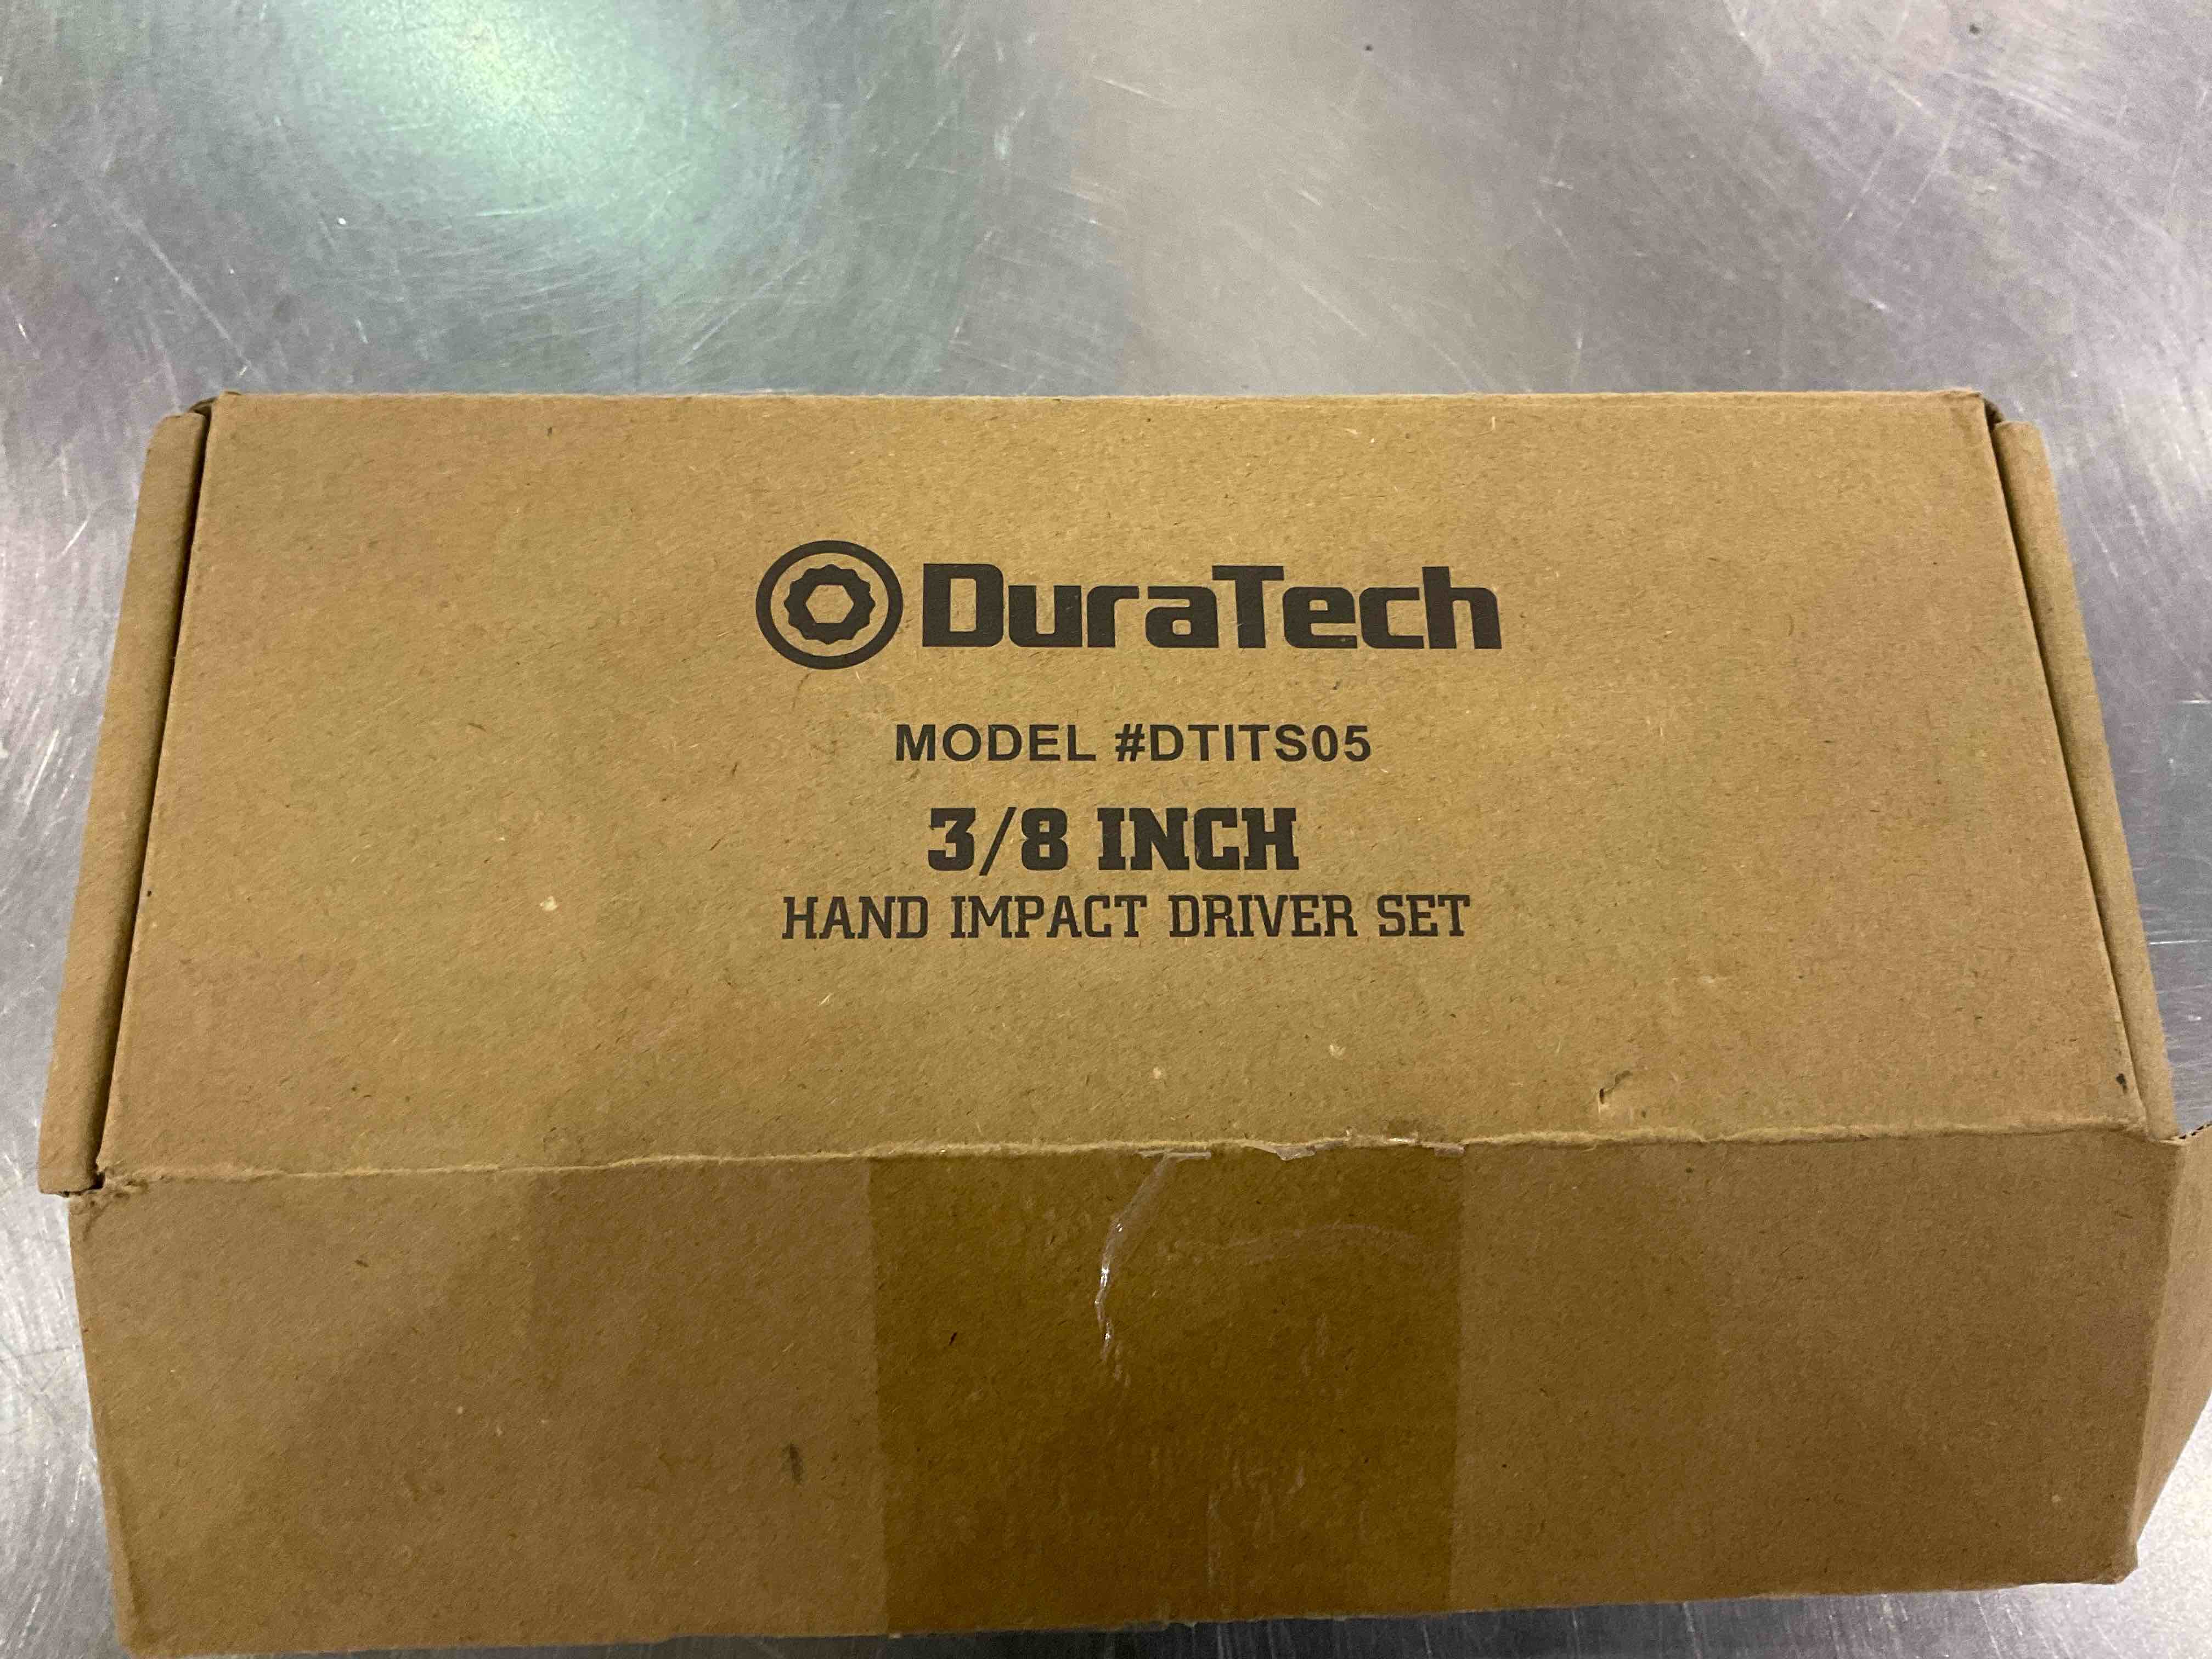 DuraTech
MODEL #DTITS05
3/8 INCH
HAND IMPACT DRIVER SET